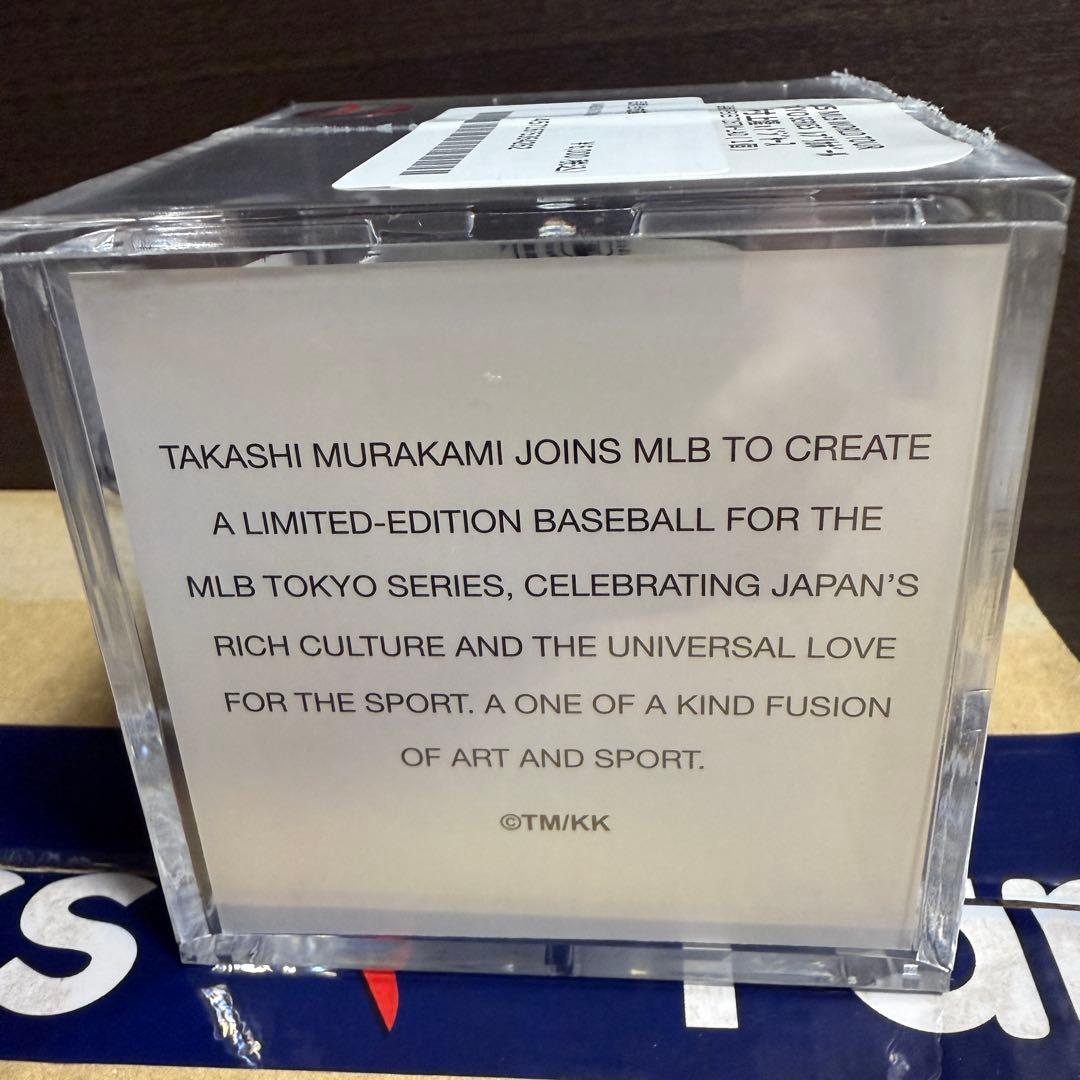 TAKASHI MURAKAMI JOINS MLB TO CREATE
A LIMITED-EDITION BASEBALL FOR THE
MLB TOKYO SERIES, CELEBRATING JAPAN'S
RICH CULTURE AND THE UNIVERSAL LOVE
FOR THE SPORT. A ONE OF A KIND FUSION
OF ART AND SPORT.
©TM/KK